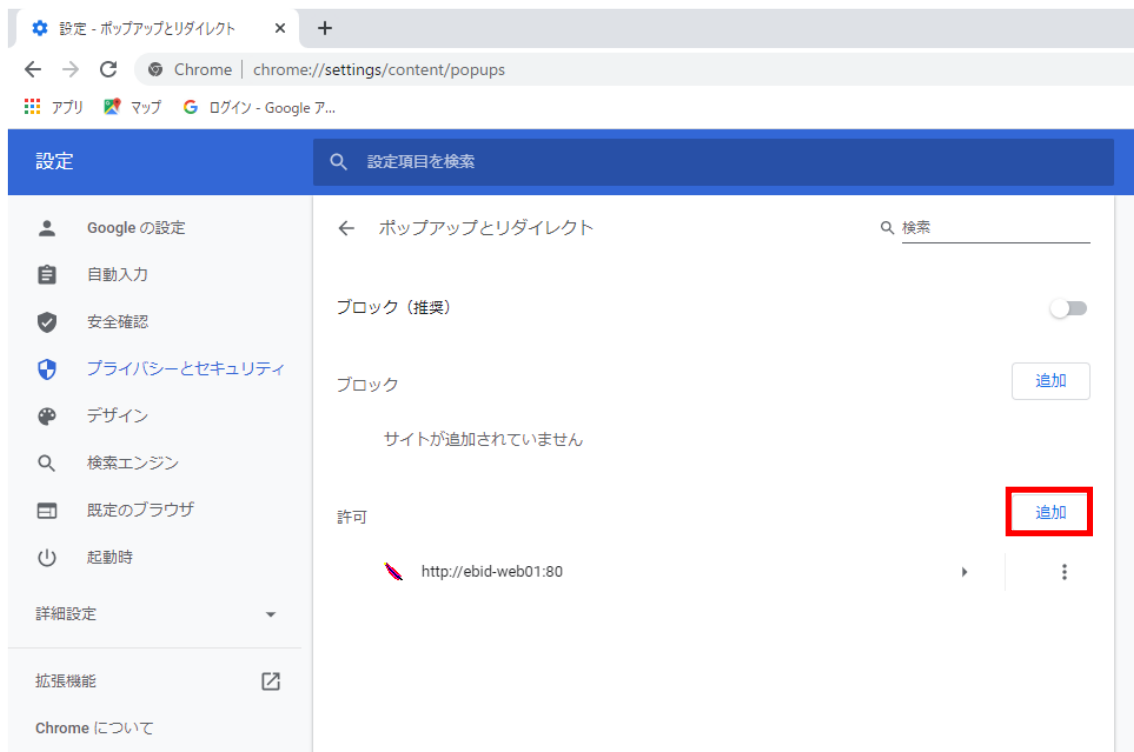 設定 - ポップアップとリダイレクト
Chrome | chrome://settings/content/popups
アプリ マップ G ログイン - Google ア...
設定
設定項目を検索
Google の設定
自動入力
安全確認
プライバシーとセキュリティ
デザイン
検索エンジン
既定のブラウザ
起動時
詳細設定
拡張機能
Chrome について
ポップアップとリダイレクト
検索
ブロック（推奨）
ブロック
追加
サイトが追加されていません
許可
追加
http://ebid-web01:80